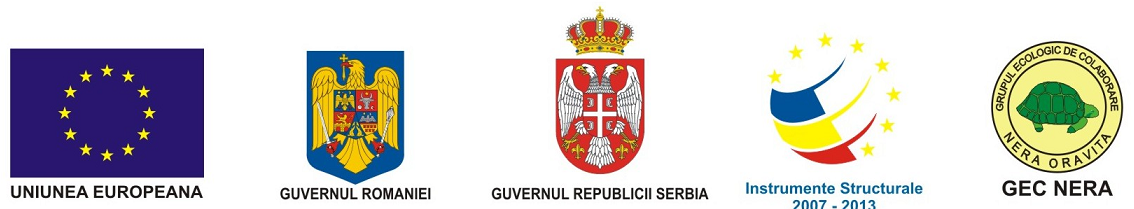 UNIUNEA EUROPEANA
GUVERNUL ROMANIEI
GUVERNUL REPUBLICII SERBIA
Instrumente Structurale
2007 - 2013
GRUPUL ECOLOGIC DE COLABORARE
NERA ORAVITA
GEC NERA